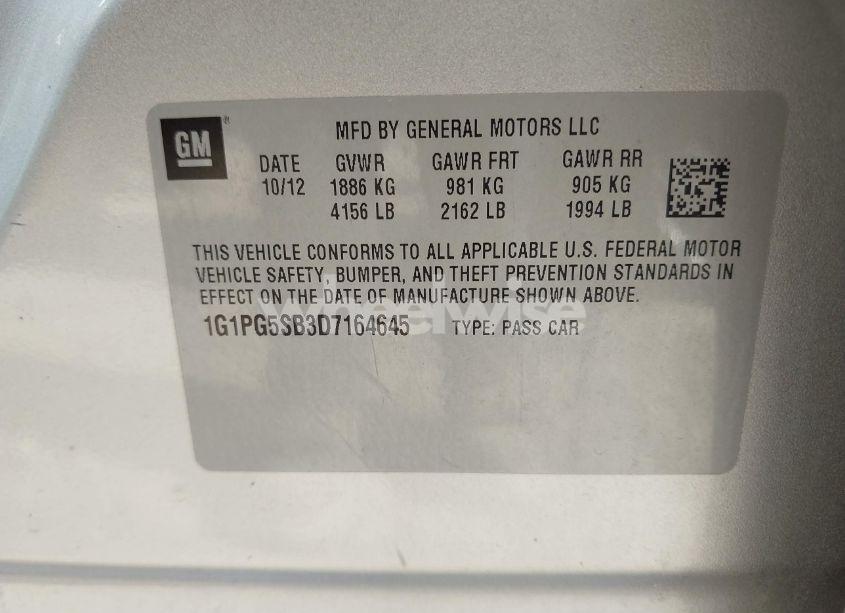 GM ®
MFD BY GENERAL MOTORS LLC
DATE GVWR GAWR FRT GAWR RR
10/12 1886 KG 981 KG 905 KG
4156 LB 2162 LB 1994 LB
THIS VEHICLE CONFORMS TO ALL APPLICABLE U.S. FEDERAL MOTOR
VEHICLE SAFETY, BUMPER, AND THEFT PREVENTION STANDARDS IN
EFFECT ON THE DATE OF MANUFACTURE SHOWN ABOVE.
wheelwise
1G1PG5SB3D7164645 TYPE: PASS CAR